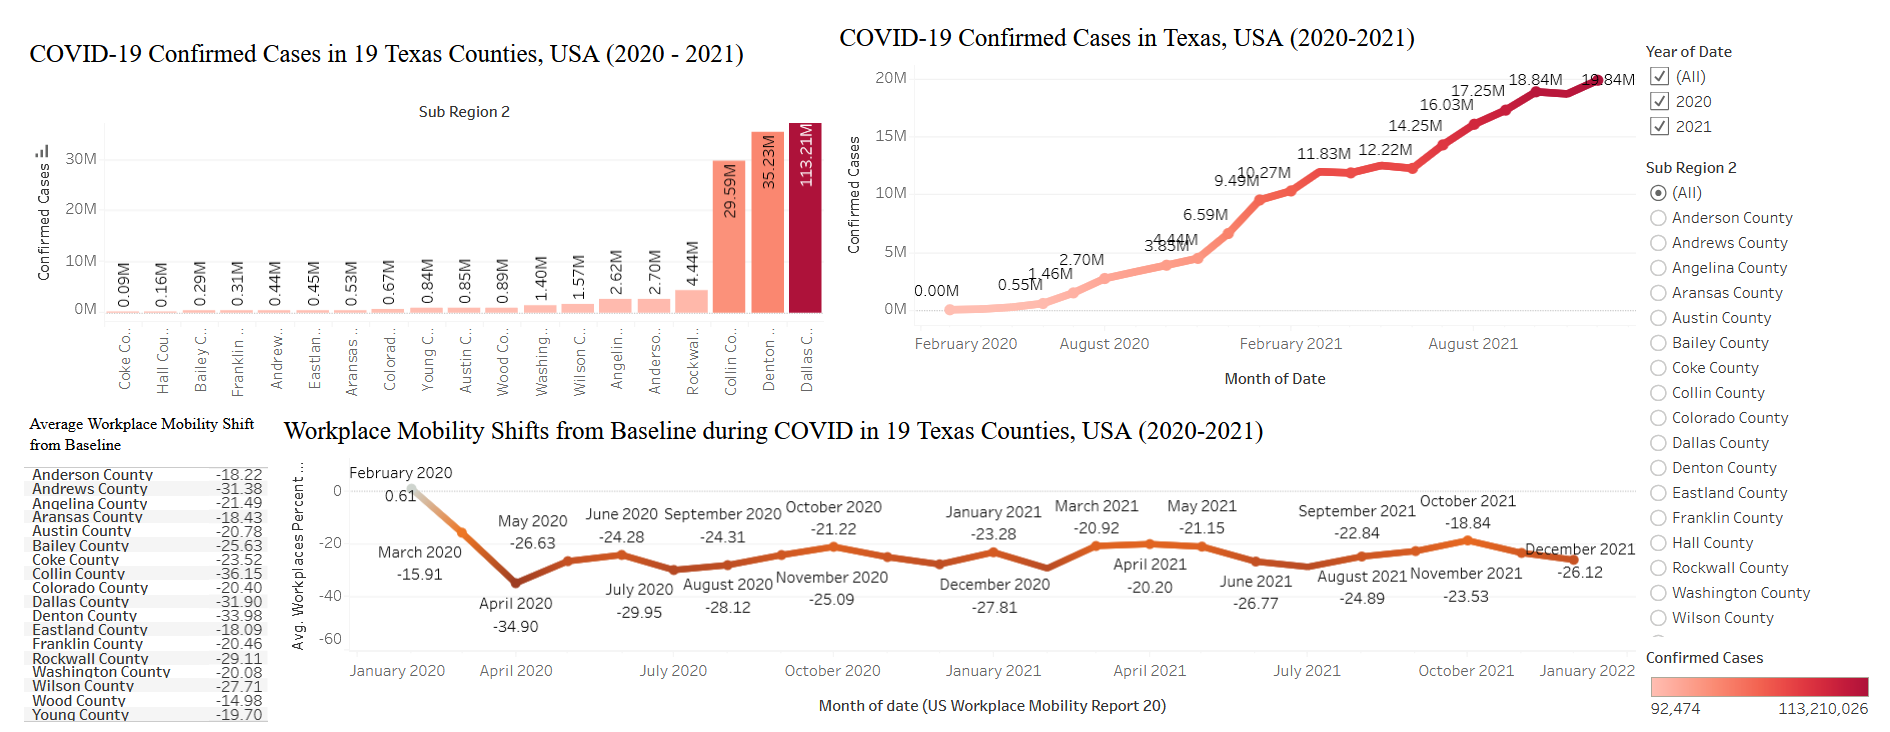 COVID-19 Confirmed Cases in 19 Texas Counties, USA (2020 - 2021)
Sub Region 2
Confirmed Cases
30M
20M
10M
0M
0.09M
0.16M
0.29M
0.31M
0.44M
0.45M
0.53M
0.67M
0.84M
0.85M
0.89M
1.40M
1.57M
2.62M
2.70M
4.44M
29.59M
35.23M
113.21M
Coke Co..
Hall Cou..
Bailey C..
Franklin ..
Andrew..
Eastlan..
Aransas ..
Colorad..
Young C..
Austin C..
Wood Co..
Washing..
Wilson C..
Angelin..
Anderso..
Rockwal..
Collin Co..
Denton ..
Dallas C..
COVID-19 Confirmed Cases in Texas, USA (2020-2021)
Confirmed Cases
20M
15M
10M
5M
0M
0.00M
0.55M
1.46M
2.70M
3.85M
4.44M
6.59M
9.49M
10.27M
11.83M
12.22M
14.25M
16.03M
17.25M
18.84M
19.84M
February 2020
August 2020
February 2021
August 2021
Month of Date
Year of Date
(All)
2020
2021
Sub Region 2
(All)
Anderson County
Andrews County
Angelina County
Aransas County
Austin County
Bailey County
Coke County
Collin County
Colorado County
Dallas County
Denton County
Eastland County
Franklin County
Hall County
Rockwall County
Washington County
Wilson County
Confirmed Cases
92,474
113,210,026
Average Workplace Mobility Shift
from Baseline
Anderson County -18.22
Andrews County -31.38
Angelina County -21.49
Aransas County -18.43
Austin County -20.78
Bailey County -25.63
Coke County -23.52
Collin County -36.15
Colorado County -20.40
Dallas County -31.90
Denton County -33.98
Eastland County -18.09
Franklin County -20.46
Rockwall County -29.11
Washington County -20.08
Wilson County -27.71
Wood County -14.98
Young County -19.70
Workplace Mobility Shifts from Baseline during COVID in 19 Texas Counties, USA (2020-2021)
Avg. Workplaces Percent...
0
-20
-40
-60
February 2020
0.61
March 2020
-15.91
April 2020
-34.90
May 2020
-26.63
June 2020
-24.28
July 2020
-29.95
August 2020
-28.12
September 2020
-24.31
October 2020
-21.22
November 2020
-25.09
December 2020
-27.81
January 2021
-23.28
March 2021
-20.92
April 2021
-20.20
May 2021
-21.15
June 2021
-26.77
August 2021
-24.89
September 2021
-22.84
October 2021
-18.84
November 2021
-23.53
December 2021
-26.12
January 2020
April 2020
July 2020
October 2020
January 2021
April 2021
July 2021
October 2021
January 2022
Month of date (US Workplace Mobility Report 20)